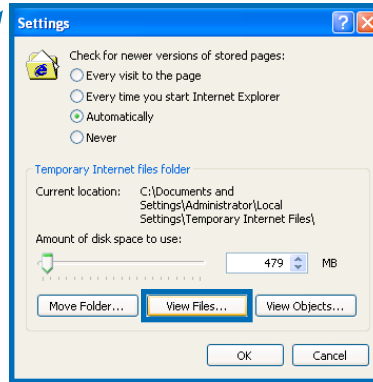 Settings
Check for newer versions of stored pages:
Every visit to the page
Every time you start Internet Explorer
Automatically
Never
Temporary Internet files folder
Current location: C:\Documents and
Settings\Administrator\Local
Settings\Temporary Internet Files\
Amount of disk space to use:
479 MB
Move Folder... View Files... View Objects...
OK Cancel